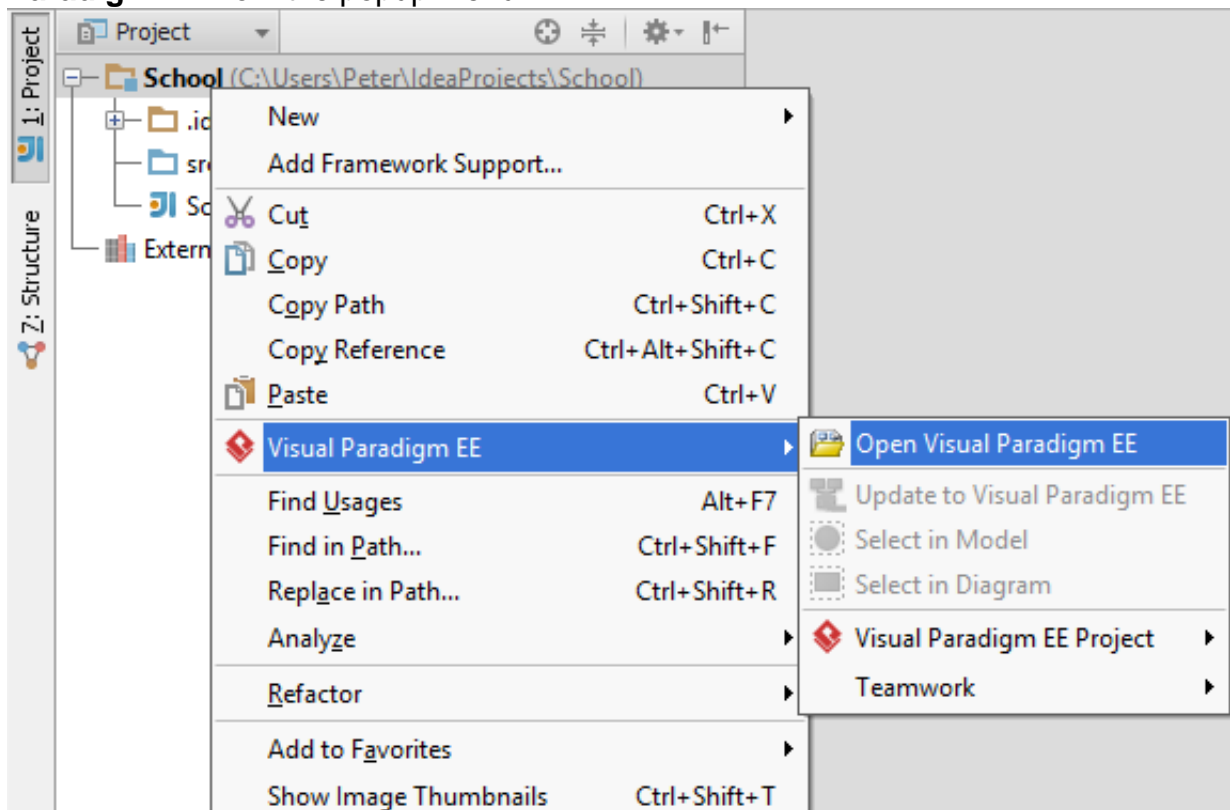 Project
School (C:\Users\Peter\IdeaProjects\School)
.id
src
Sc
Extern
1: Project
7: Structure
New
Add Framework Support...
Cut Ctrl+X
Copy Ctrl+C
Copy Path Ctrl+Shift+C
Copy Reference Ctrl+Alt+Shift+C
Paste Ctrl+V
Visual Paradigm EE
Find Usages Alt+F7
Find in Path... Ctrl+Shift+F
Replace in Path... Ctrl+Shift+R
Analyze
Refactor
Add to Favorites
Show Image Thumbnails Ctrl+Shift+T
Open Visual Paradigm EE
Update to Visual Paradigm EE
Select in Model
Select in Diagram
Visual Paradigm EE Project
Teamwork